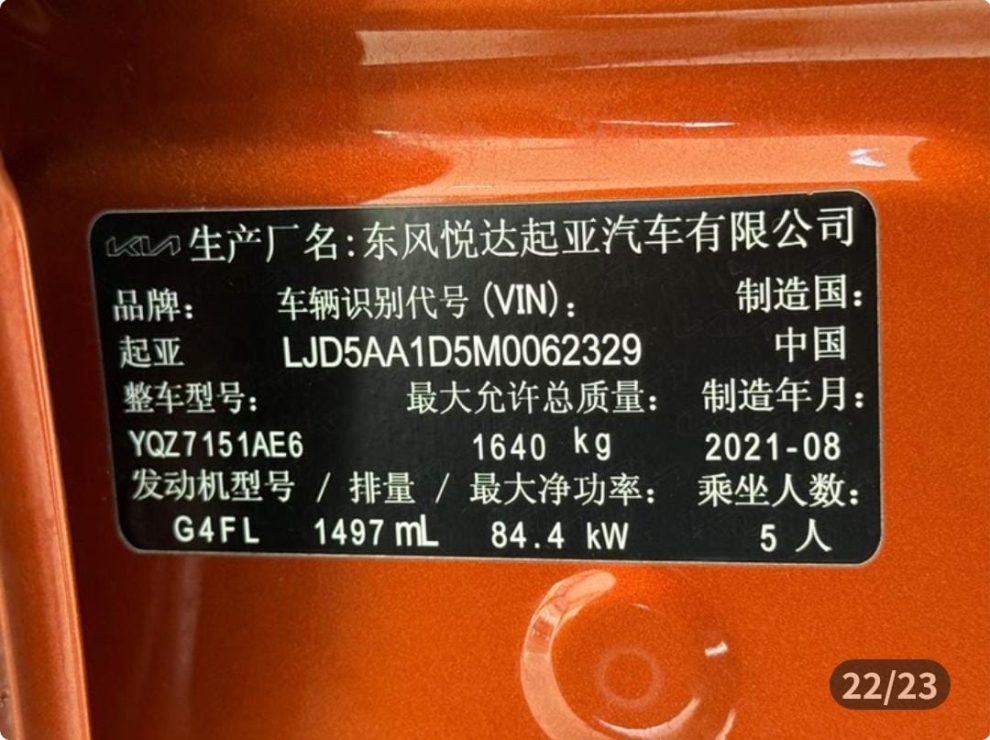 KIA 生产厂名:东风悦达起亚汽车有限公司
品牌: 车辆识别代号(VIN): 制造国:
起亚 LJD5AA1D5M0062329 中国
整车型号: 最大允许总质量: 制造年月:
YQZ7151AE6 1640 kg 2021-08
发动机型号 / 排量 / 最大净功率: 乘坐人数:
G4FL 1497 mL 84.4 kW 5 人
22/23